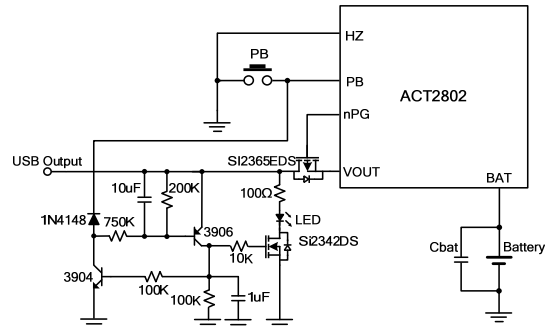 HZ
PB
PB
ACT2802
nPG
SI2365EDS
USB Output
VOUT
BAT
10uF
200K
100Ω
1N4148
750K
LED
3906
Si2342DS
10K
Cbat
Battery
3904
100K
100K
1uF